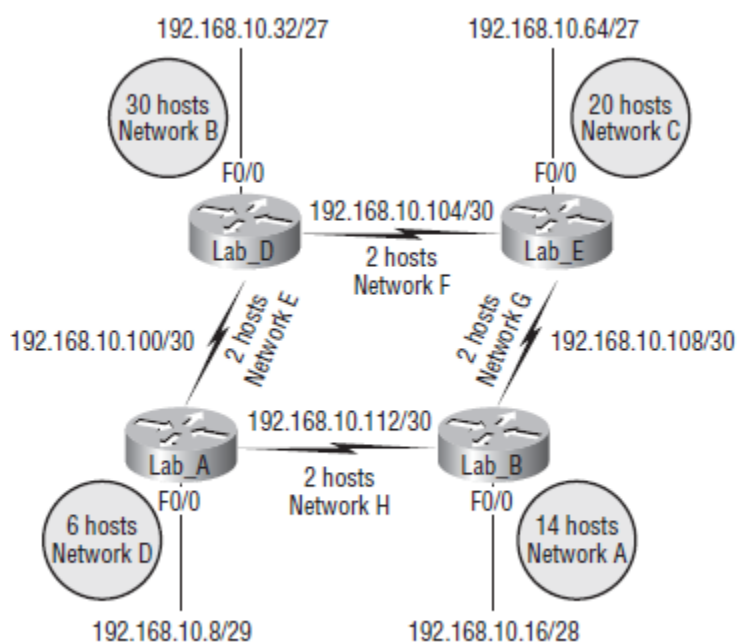 192.168.10.32/27
192.168.10.64/27
30 hosts
Network B
20 hosts
Network C
F0/0
F0/0
192.168.10.104/30
Lab_D
Lab_E
2 hosts
Network F
192.168.10.100/30
2 hosts
Network E
2 hosts
Network G
192.168.10.108/30
192.168.10.112/30
Lab_A
Lab_B
2 hosts
Network H
F0/0
F0/0
6 hosts
Network D
14 hosts
Network A
192.168.10.8/29
192.168.10.16/28